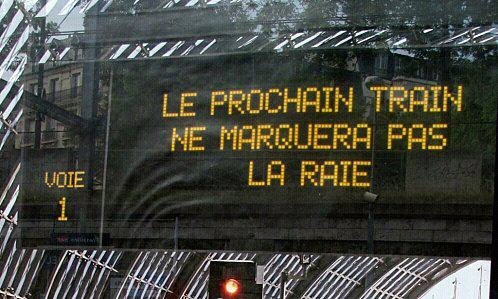 LE PROCHAIN TRAIN
NE MARQUERA PAS
LA RAIE
VOIE
1